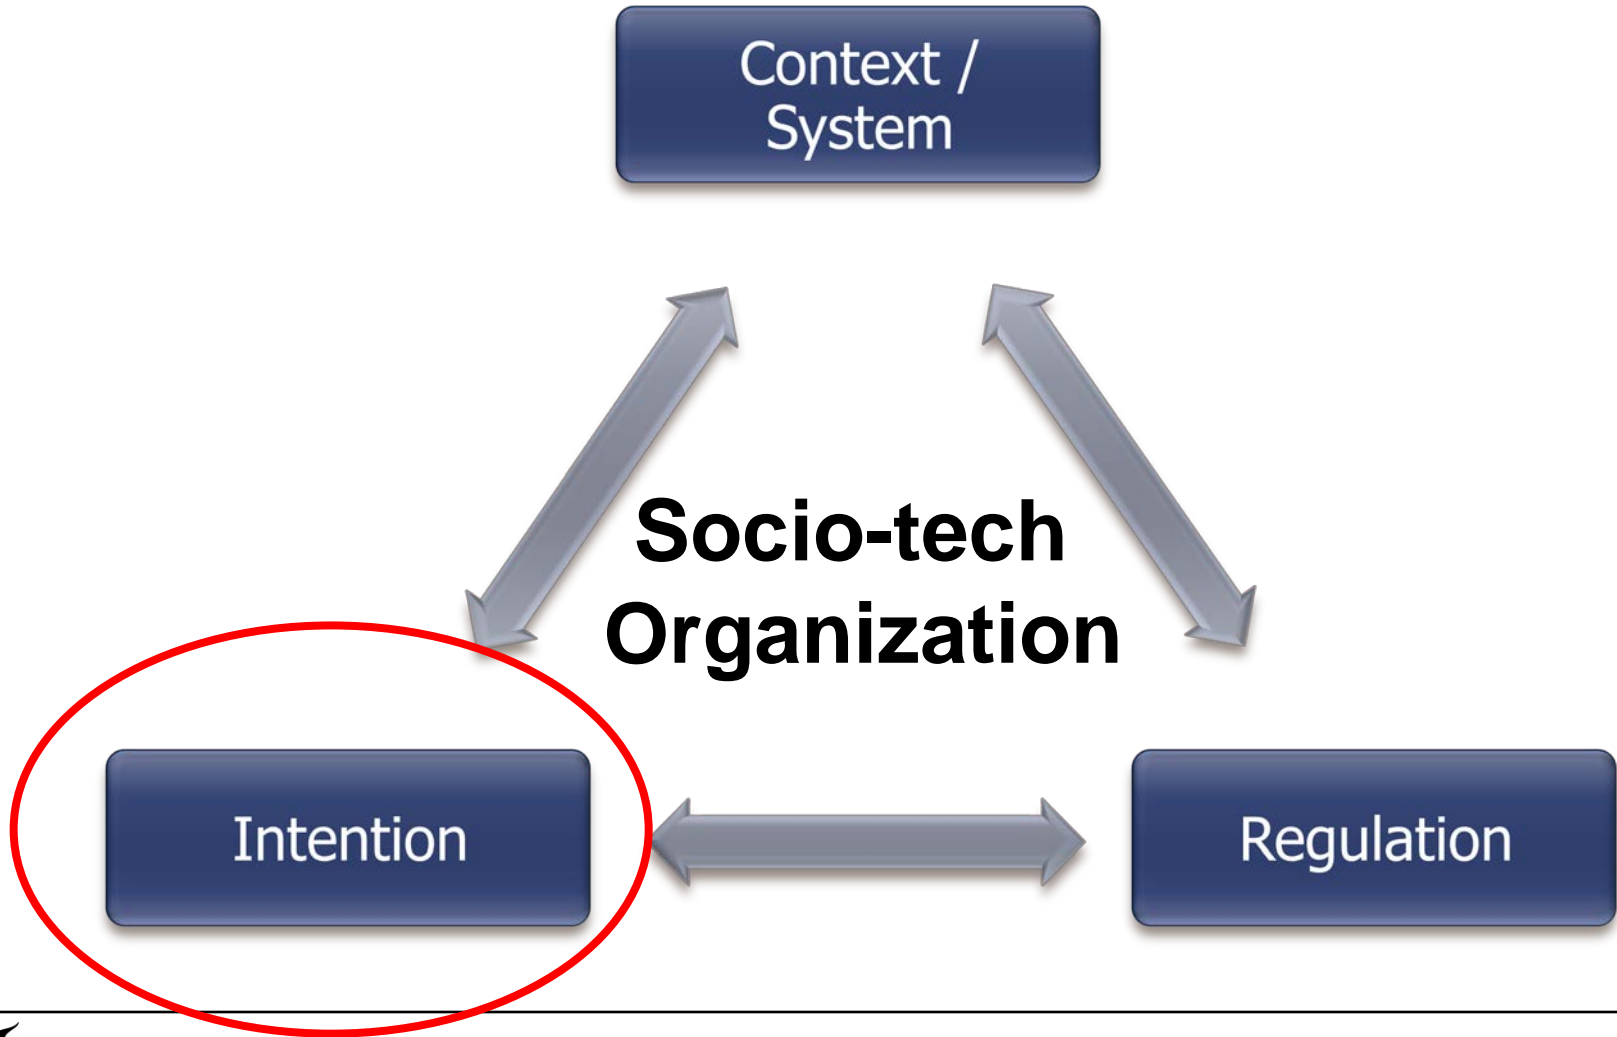 Context /
System
Socio-tech
Organization
Intention
Regulation